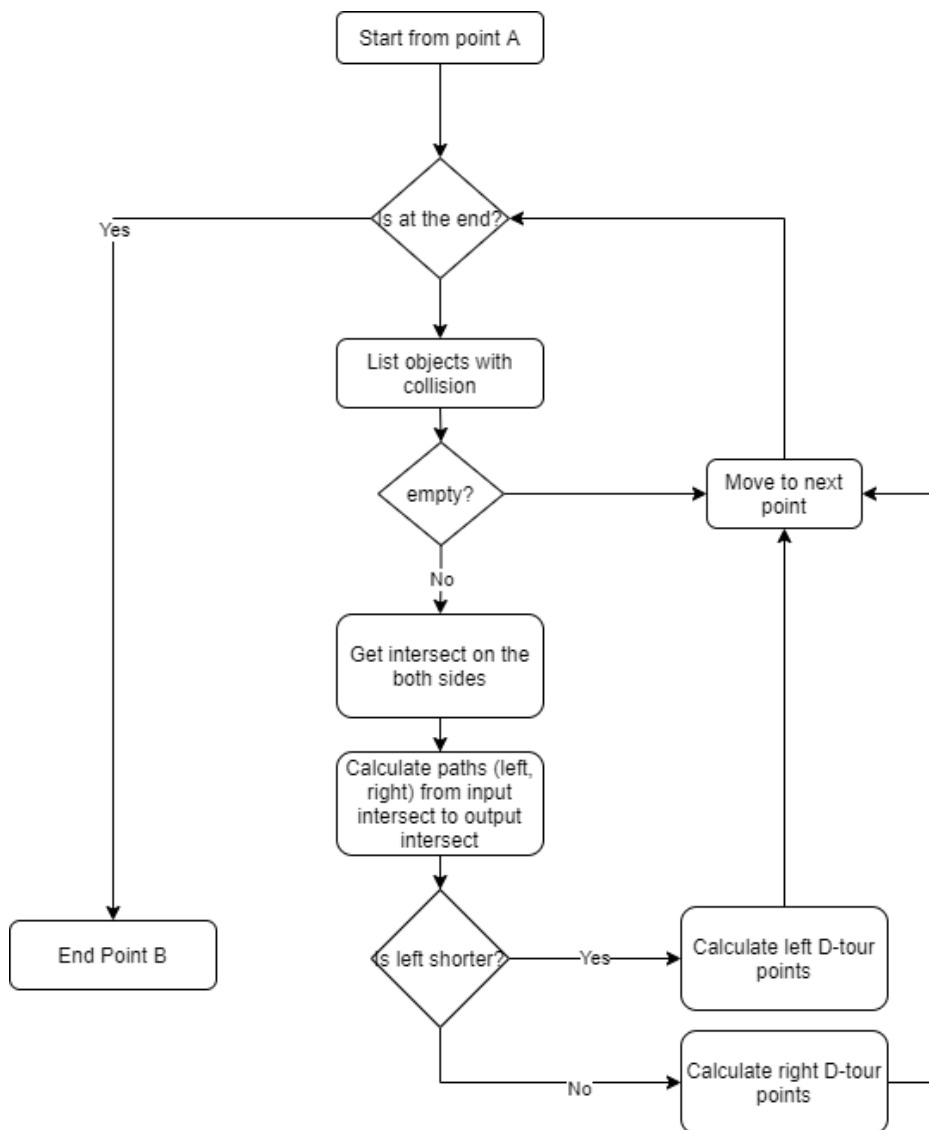 Start from point A
Is at the end?
Yes
List objects with
collision
empty?
Move to next
point
No
Get intersect on the
both sides
Calculate paths (left,
right) from input
intersect to output
intersect
End Point B
Is left shorter?
Yes
Calculate left D-tour
points
No
Calculate right D-tour
points